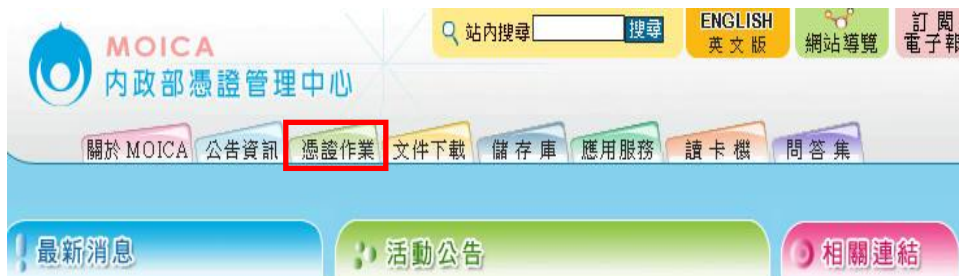 站內搜尋 搜尋
ENGLISH
英文版
網站導覽
訂閱
電子報
MOICA
內政部憑證管理中心
關於 MOICA 公告資訊 憑證作業 文件下載 儲存庫 應用服務 讀卡機 問答集
最新消息 活動公告 相關連結